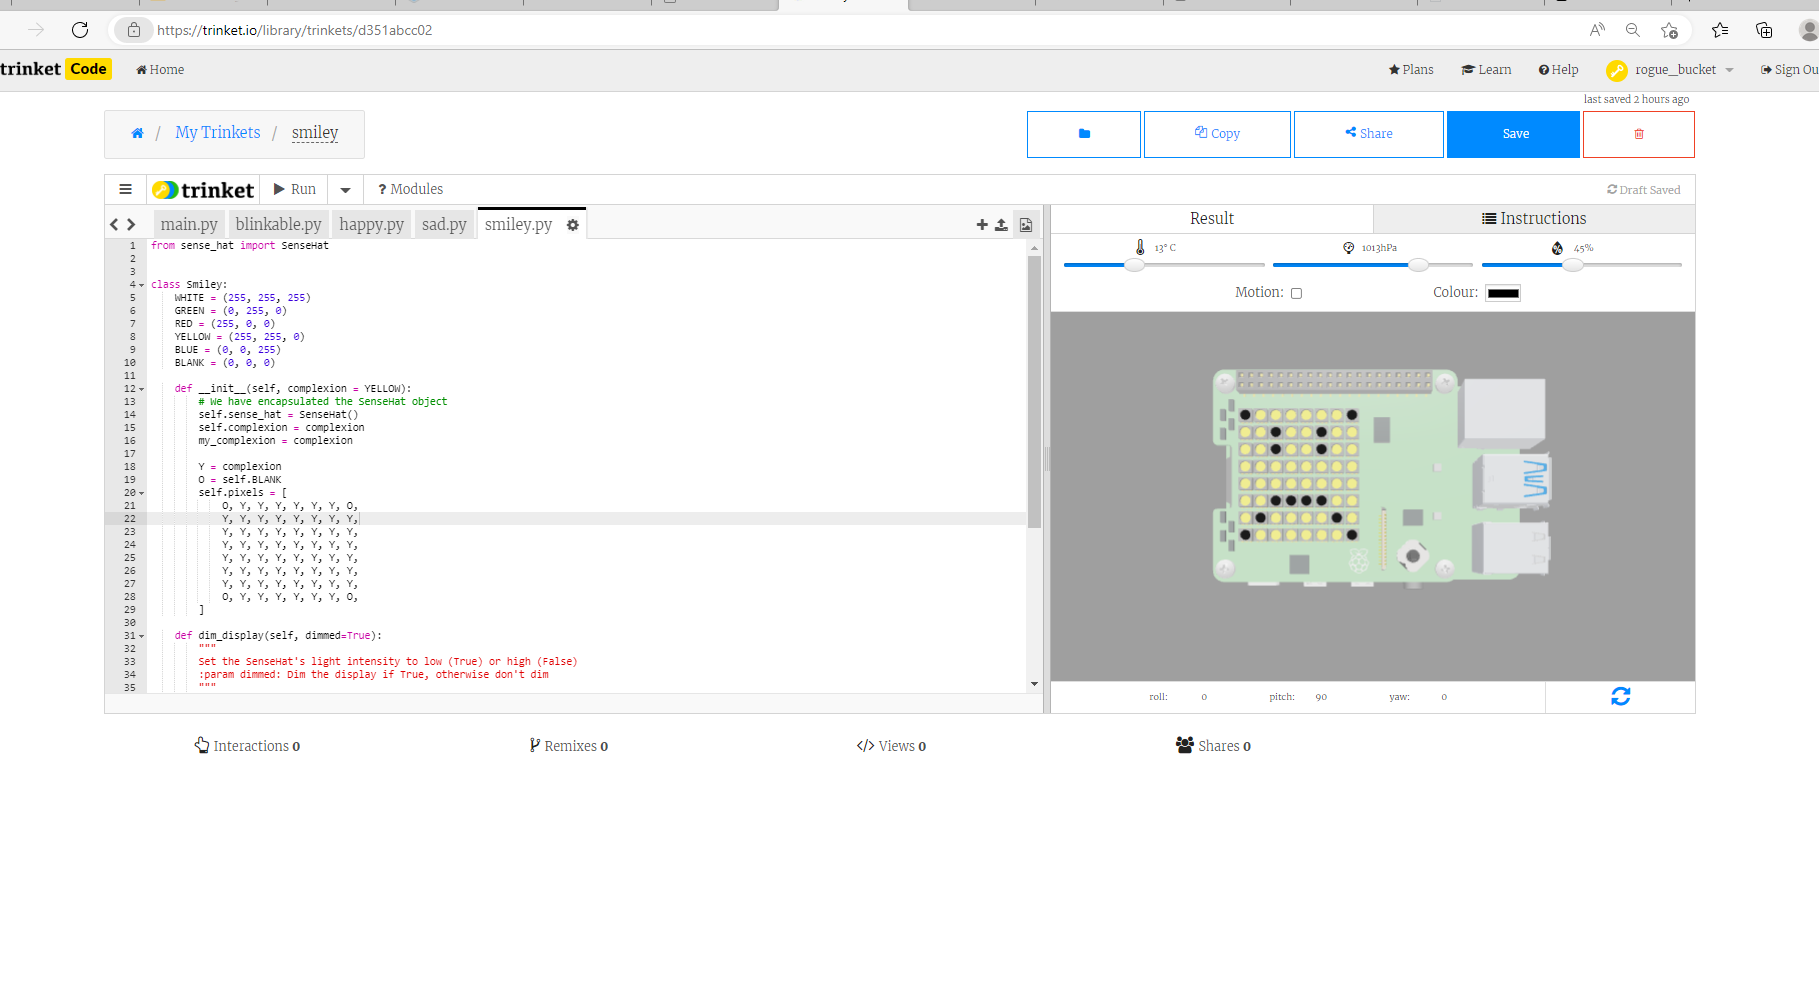 https://trinket.io/library/trinkets/d351abcc02
trinket Code Home Plans Learn Help rogue_bucket Sign Ou
last saved 2 hours ago
/ My Trinkets / smiley Copy Share Save
trinket Run ? Modules Draft Saved
main.py blinkable.py happy.py sad.py smiley.py Result Instructions
13° C 1013hPa 45%
Motion: Colour:
1 from sense_hat import SenseHat
2
3
4 class Smiley:
5 WHITE = (255, 255, 255)
6 GREEN = (0, 255, 0)
7 RED = (255, 0, 0)
8 YELLOW = (255, 255, 0)
9 BLUE = (0, 0, 255)
10 BLANK = (0, 0, 0)
11
12 def __init__(self, complexion = YELLOW):
13 # We have encapsulated the SenseHat object
14 self.sense_hat = SenseHat()
15 self.complexion = complexion
16 my_complexion = complexion
17
18 Y = complexion
19 O = self.BLANK
20 self.pixels = [
21 O, Y, Y, Y, Y, Y, Y, O,
22 Y, Y, Y, Y, Y, Y, Y, Y,
23 Y, Y, Y, Y, Y, Y, Y, Y,
24 Y, Y, Y, Y, Y, Y, Y, Y,
25 Y, Y, Y, Y, Y, Y, Y, Y,
26 Y, Y, Y, Y, Y, Y, Y, Y,
27 Y, Y, Y, Y, Y, Y, Y, Y,
28 O, Y, Y, Y, Y, Y, Y, O,
29 ]
30
31 def dim_display(self, dimmed=True):
32 """
33 Set the SenseHat's light intensity to low (True) or high (False)
34 :param dimmed: Dim the display if True, otherwise don't dim
35 """
roll: 0 pitch: 90 yaw: 0
Interactions 0 Remixes 0 </> Views 0 Shares 0